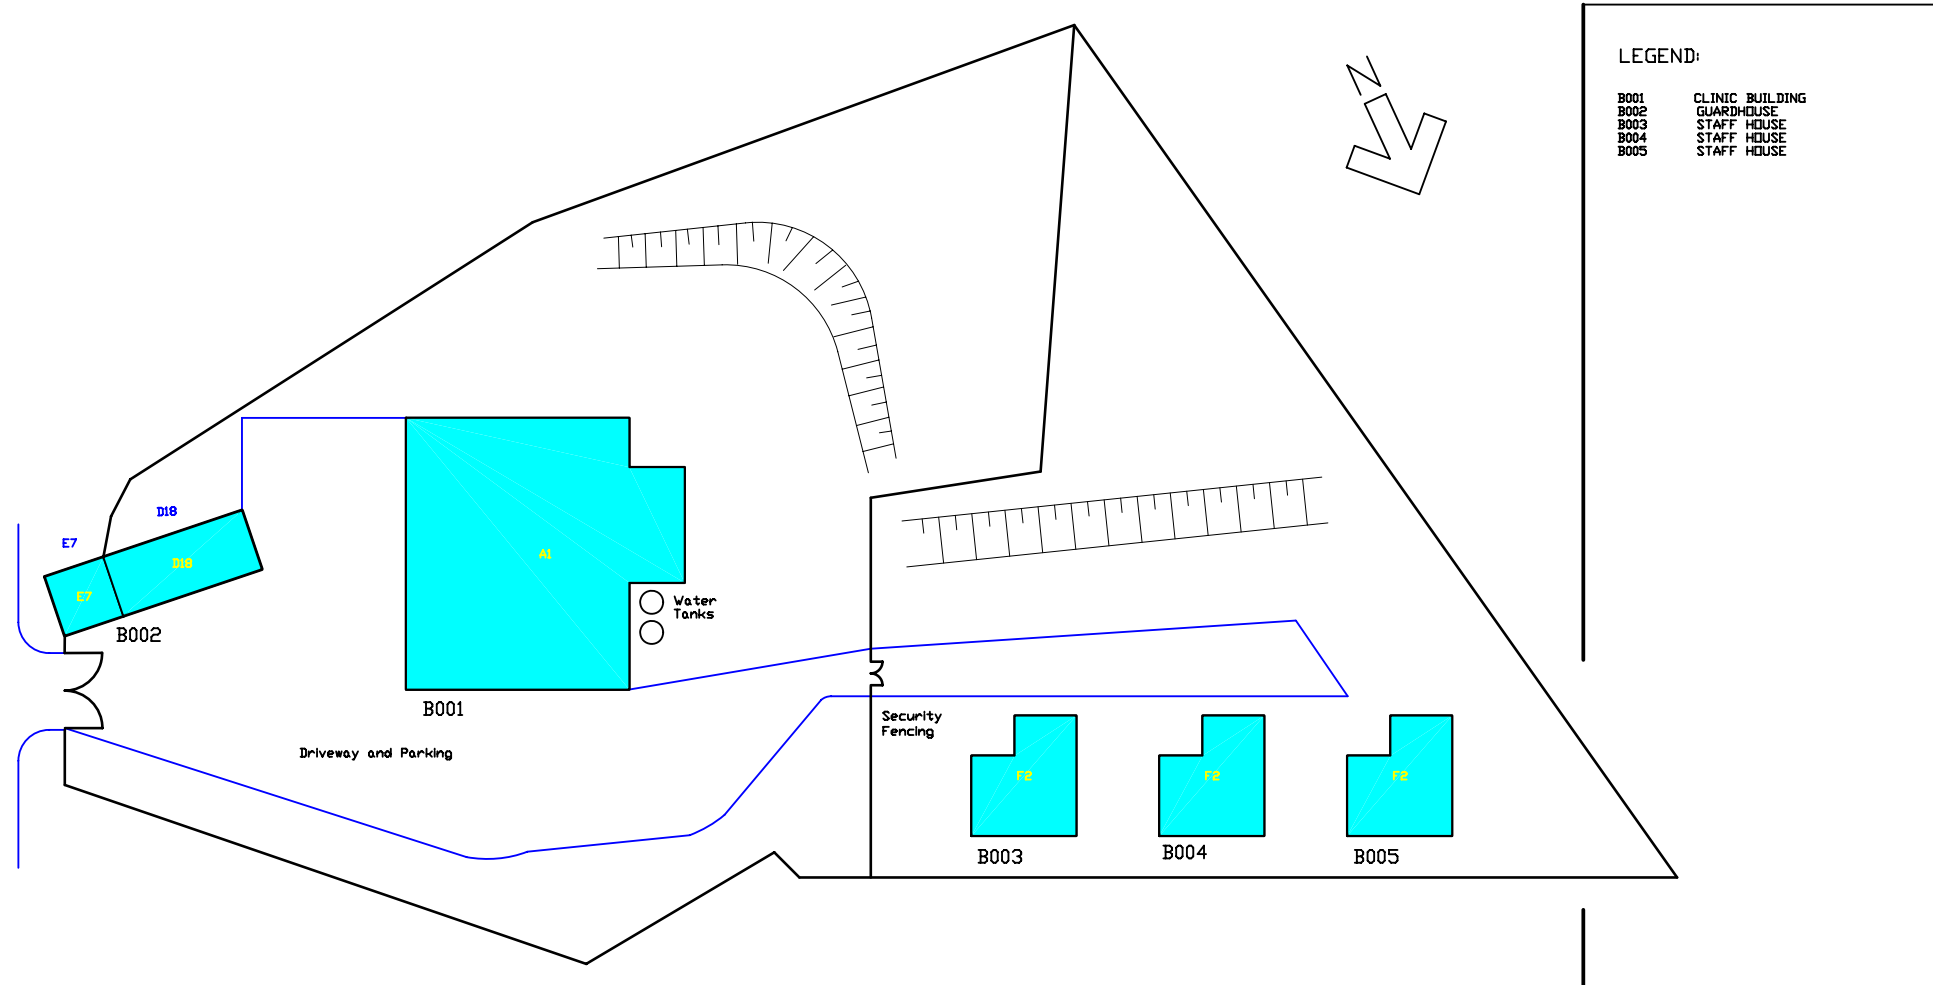 N
LEGEND:
B001 CLINIC BUILDING
B002 GUARDHOUSE
B003 STAFF HOUSE
B004 STAFF HOUSE
B005 STAFF HOUSE
D18
E7
D18
E7
B002
A1
Water
Tanks
B001
Driveway and Parking
Security
Fencing
F2
F2
F2
B003
B004
B005